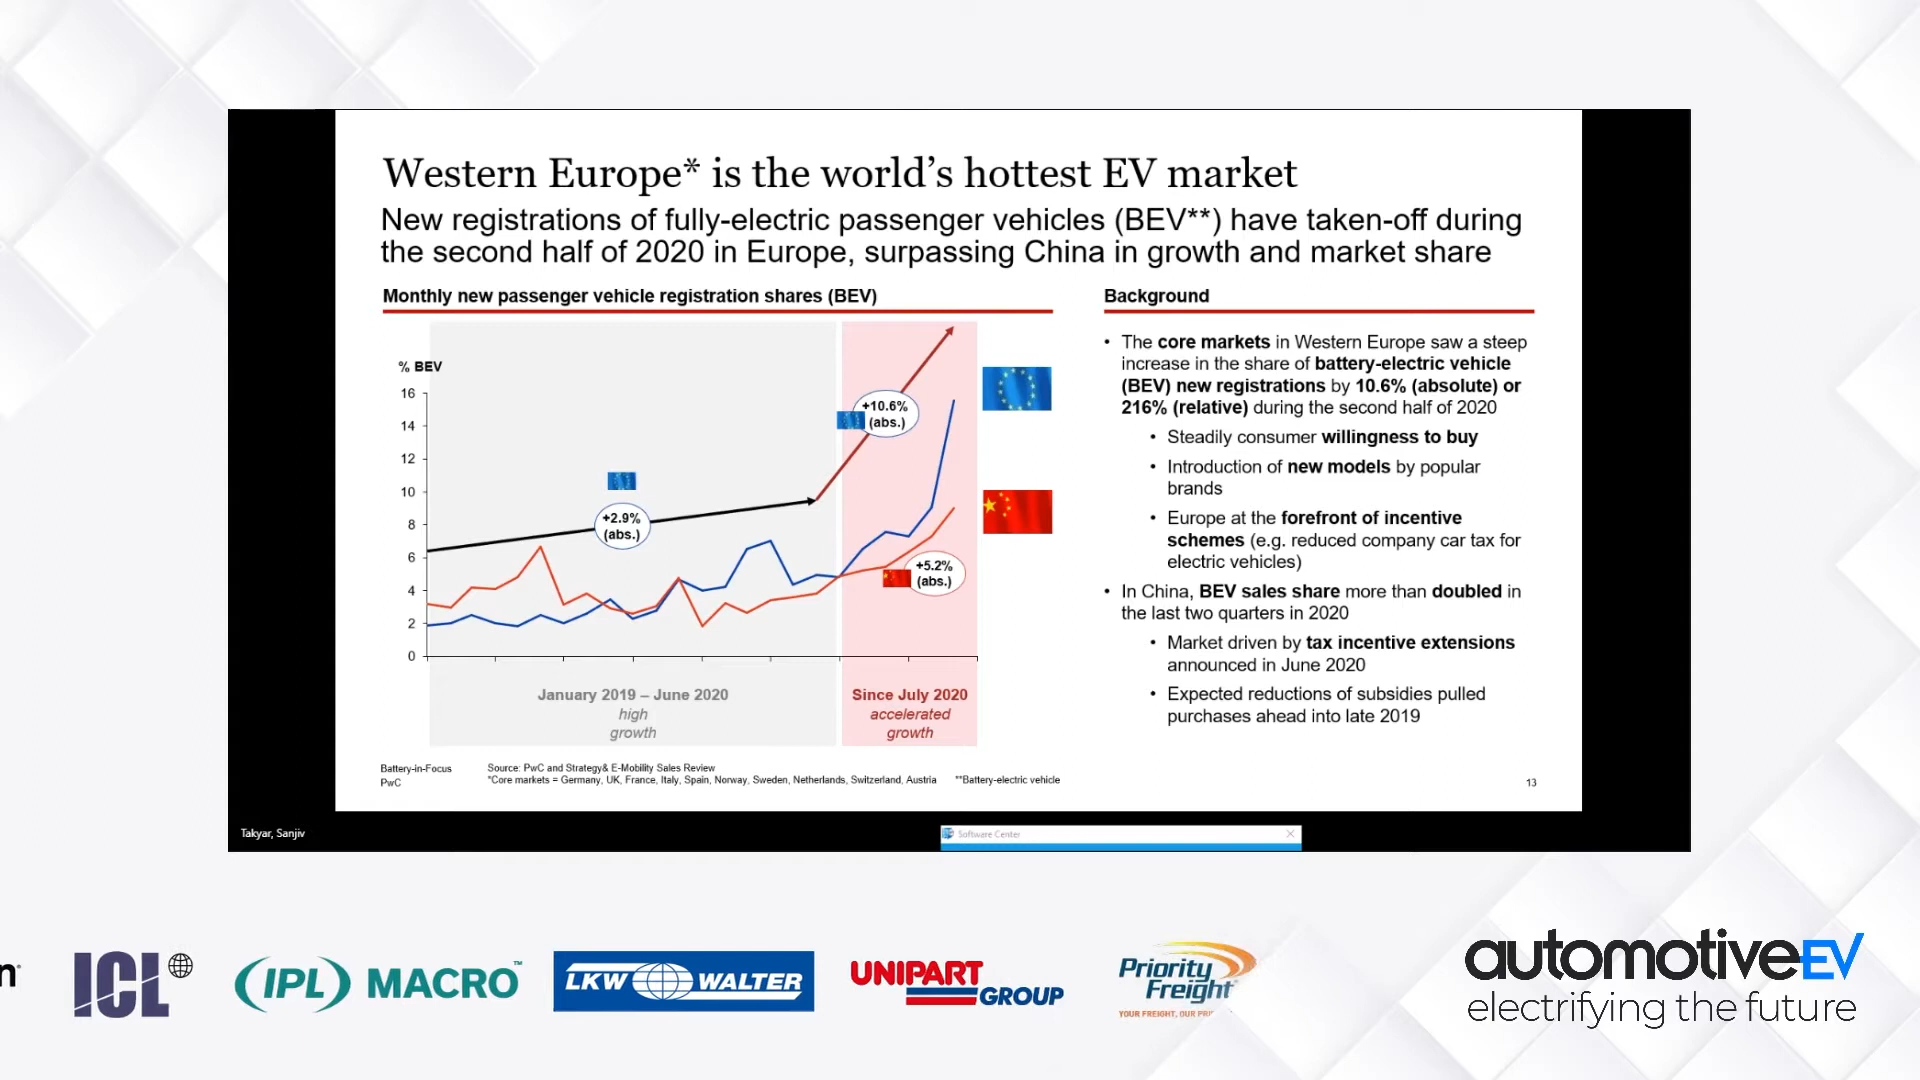 Western Europe* is the world's hottest EV market
New registrations of fully-electric passenger vehicles (BEV**) have taken-off during
the second half of 2020 in Europe, surpassing China in growth and market share
Monthly new passenger vehicle registration shares (BEV)
% BEV
16
14
12
10
8
6
4
2
0
+2.9%
(abs.)
+10.6%
(abs.)
+5.2%
(abs.)
January 2019 – June 2020
high
growth
Since July 2020
accelerated
growth
Background
• The core markets in Western Europe saw a steep
increase in the share of battery-electric vehicle
(BEV) new registrations by 10.6% (absolute) or
216% (relative) during the second half of 2020
• Steadily consumer willingness to buy
• Introduction of new models by popular
brands
• Europe at the forefront of incentive
schemes (e.g. reduced company car tax for
electric vehicles)
• In China, BEV sales share more than doubled in
the last two quarters in 2020
• Market driven by tax incentive extensions
announced in June 2020
• Expected reductions of subsidies pulled
purchases ahead into late 2019
Battery-in-Focus
PwC
Source: PwC and Strategy& E-Mobility Sales Review
*Core markets = Germany, UK, France, Italy, Spain, Norway, Sweden, Netherlands, Switzerland, Austria **Battery-electric vehicle
13
Takyar, Sanjiv
Software Center
n
ICL
IPL MACRO™
LKW WALTER
UNIPART
GROUP
Priority
Freight
YOUR FREIGHT, OUR
automotiveEV
electrifying the future